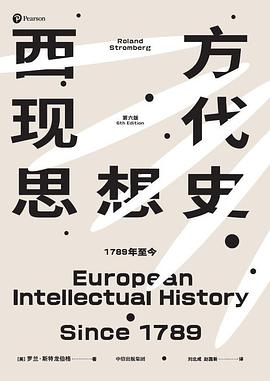 Pearson
Roland
Stromberg
西方
现代
第六版
6th Edition
思想史
1789年至今
European
Intellectual History
Since 1789
[美] 罗兰·斯特龙伯格 著
中信出版集团
刘北成 赵国新 译